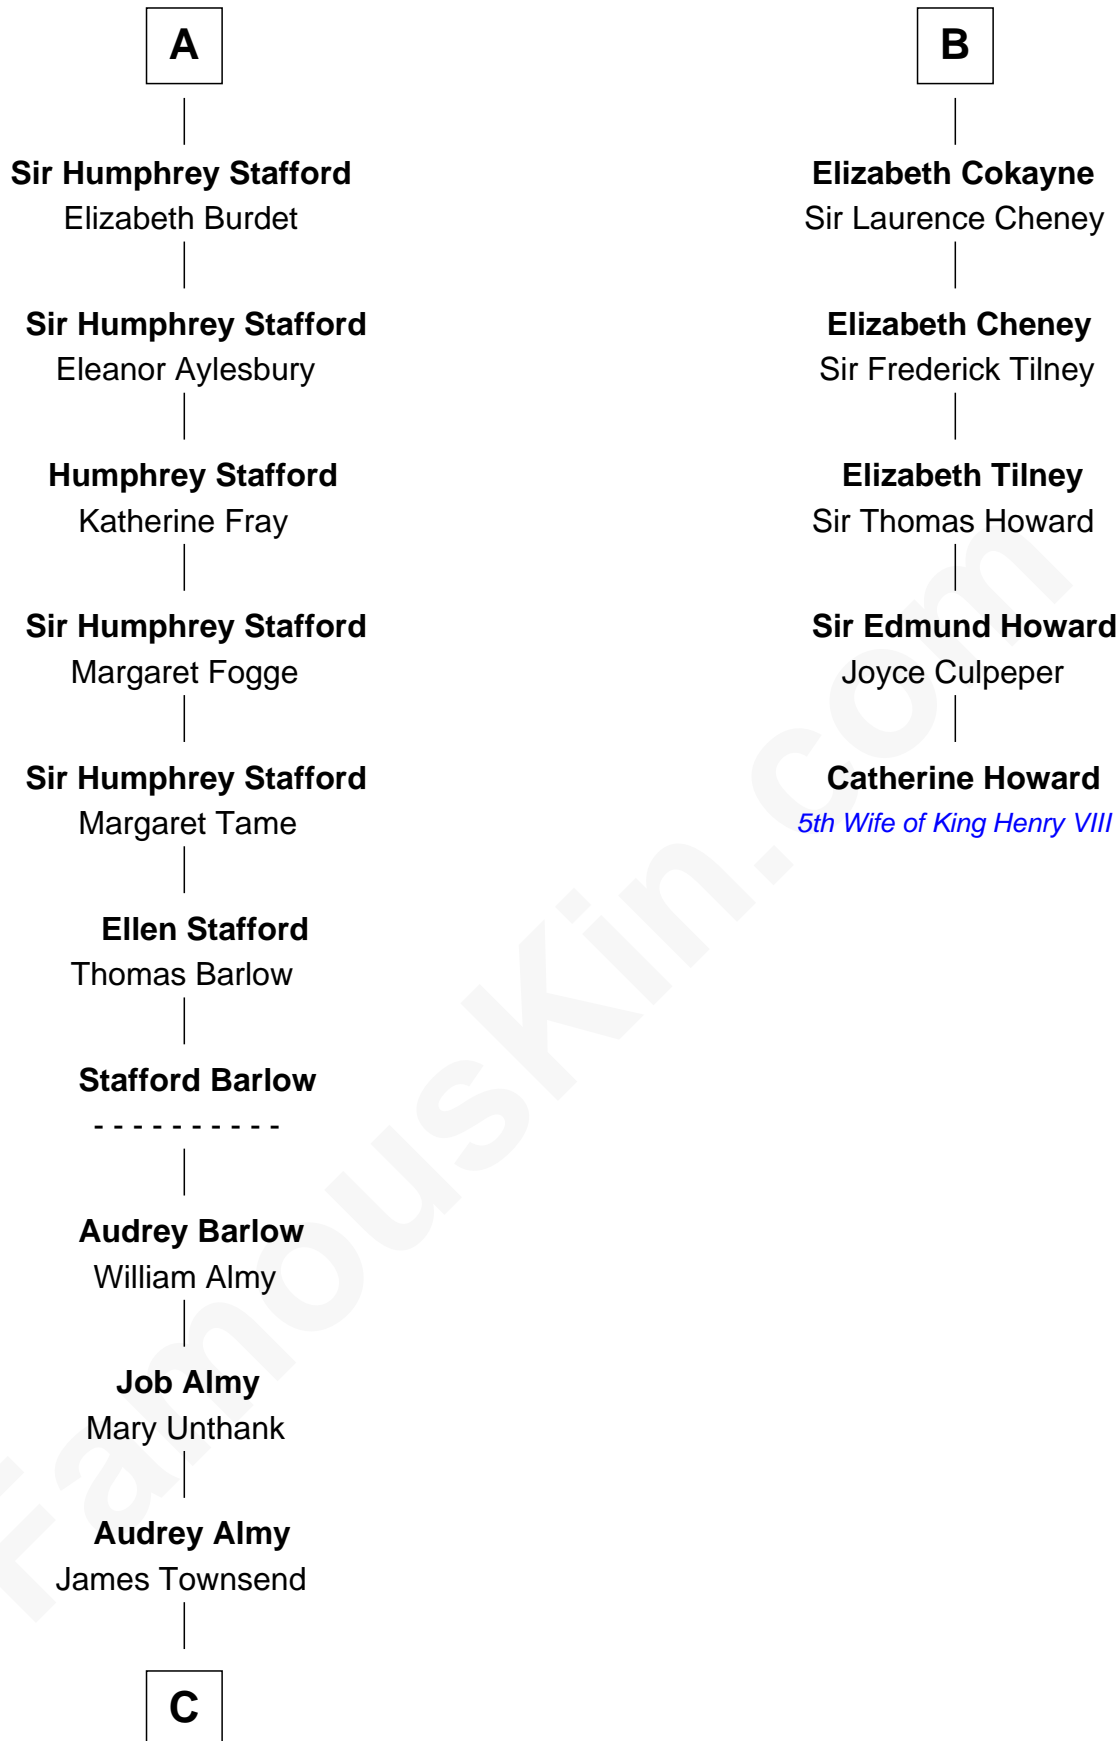 A
Sir Humphrey Stafford
Elizabeth Burdet
Sir Humphrey Stafford
Eleanor Aylesbury
Humphrey Stafford
Katherine Fray
Sir Humphrey Stafford
Margaret Fogge
Sir Humphrey Stafford
Margaret Tame
Ellen Stafford
Thomas Barlow
Stafford Barlow
- - - - - - - - - -
Audrey Barlow
William Almy
Job Almy
Mary Unthank
Audrey Almy
James Townsend
C
B
Elizabeth Cokayne
Sir Laurence Cheney
Elizabeth Cheney
Sir Frederick Tilney
Elizabeth Tilney
Sir Thomas Howard
Sir Edmund Howard
Joyce Culpeper
Catherine Howard
5th Wife of King Henry VIII
FamousKin.com